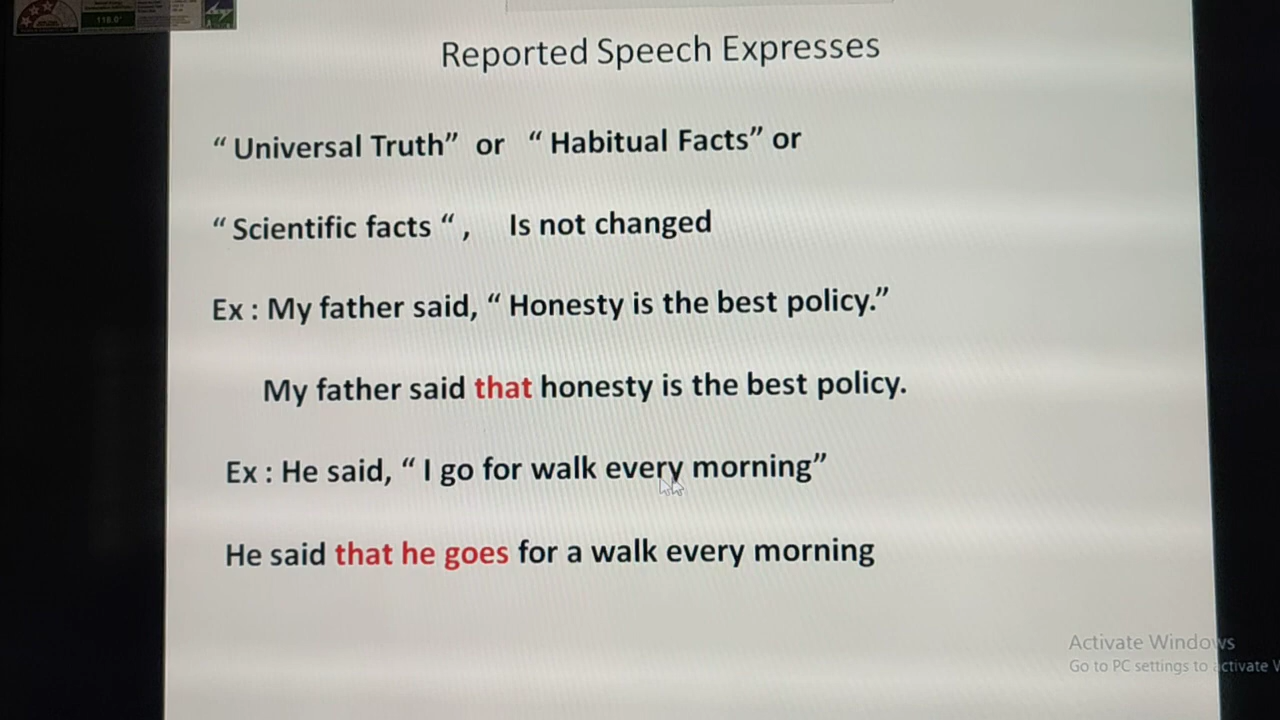 118.0
Reported Speech Expresses
“ Universal Truth” or “ Habitual Facts” or
“ Scientific facts “ , Is not changed
Ex : My father said, “ Honesty is the best policy.”
My father said that honesty is the best policy.
Ex : He said, “ I go for walk every morning”
He said that he goes for a walk every morning
Activate Windows
Go to PC settings to activate W